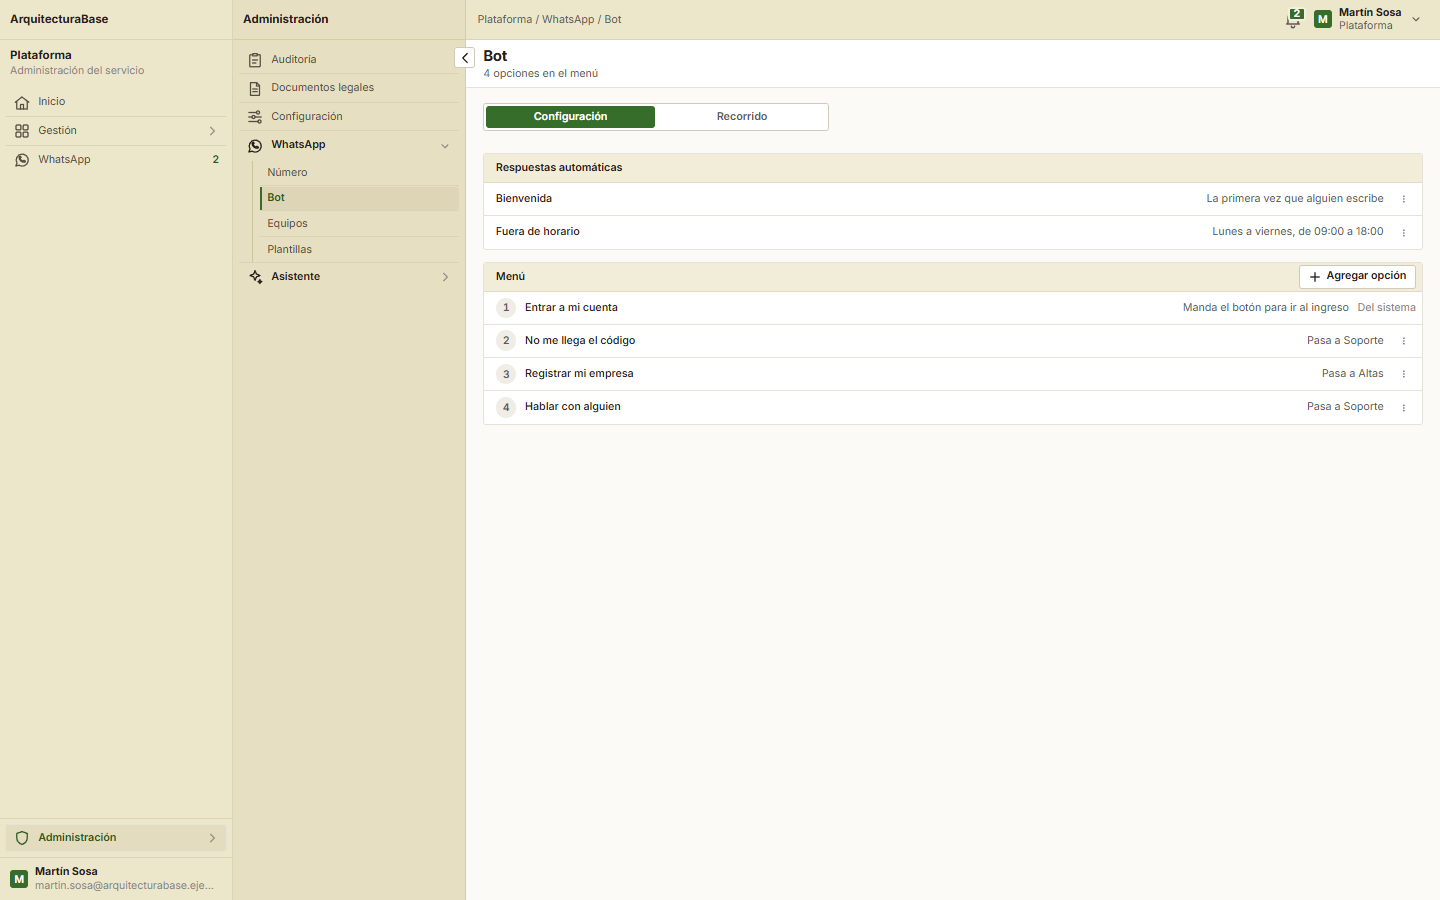 ArquitecturaBase
Plataforma
Administración del servicio
Inicio
Gestión
WhatsApp 2
Administración
M Martín Sosa
martin.sosa@arquitecturabase.eje...
Administración
Auditoría
Documentos legales
Configuración
WhatsApp
Número
Bot
Equipos
Plantillas
Asistente
Plataforma / WhatsApp / Bot
2
M Martín Sosa
Plataforma
Bot
4 opciones en el menú
Configuración Recorrido
Respuestas automáticas
Bienvenida La primera vez que alguien escribe
Fuera de horario Lunes a viernes, de 09:00 a 18:00
Menú Agregar opción
1 Entrar a mi cuenta Manda el botón para ir al ingreso Del sistema
2 No me llega el código Pasa a Soporte
3 Registrar mi empresa Pasa a Altas
4 Hablar con alguien Pasa a Soporte